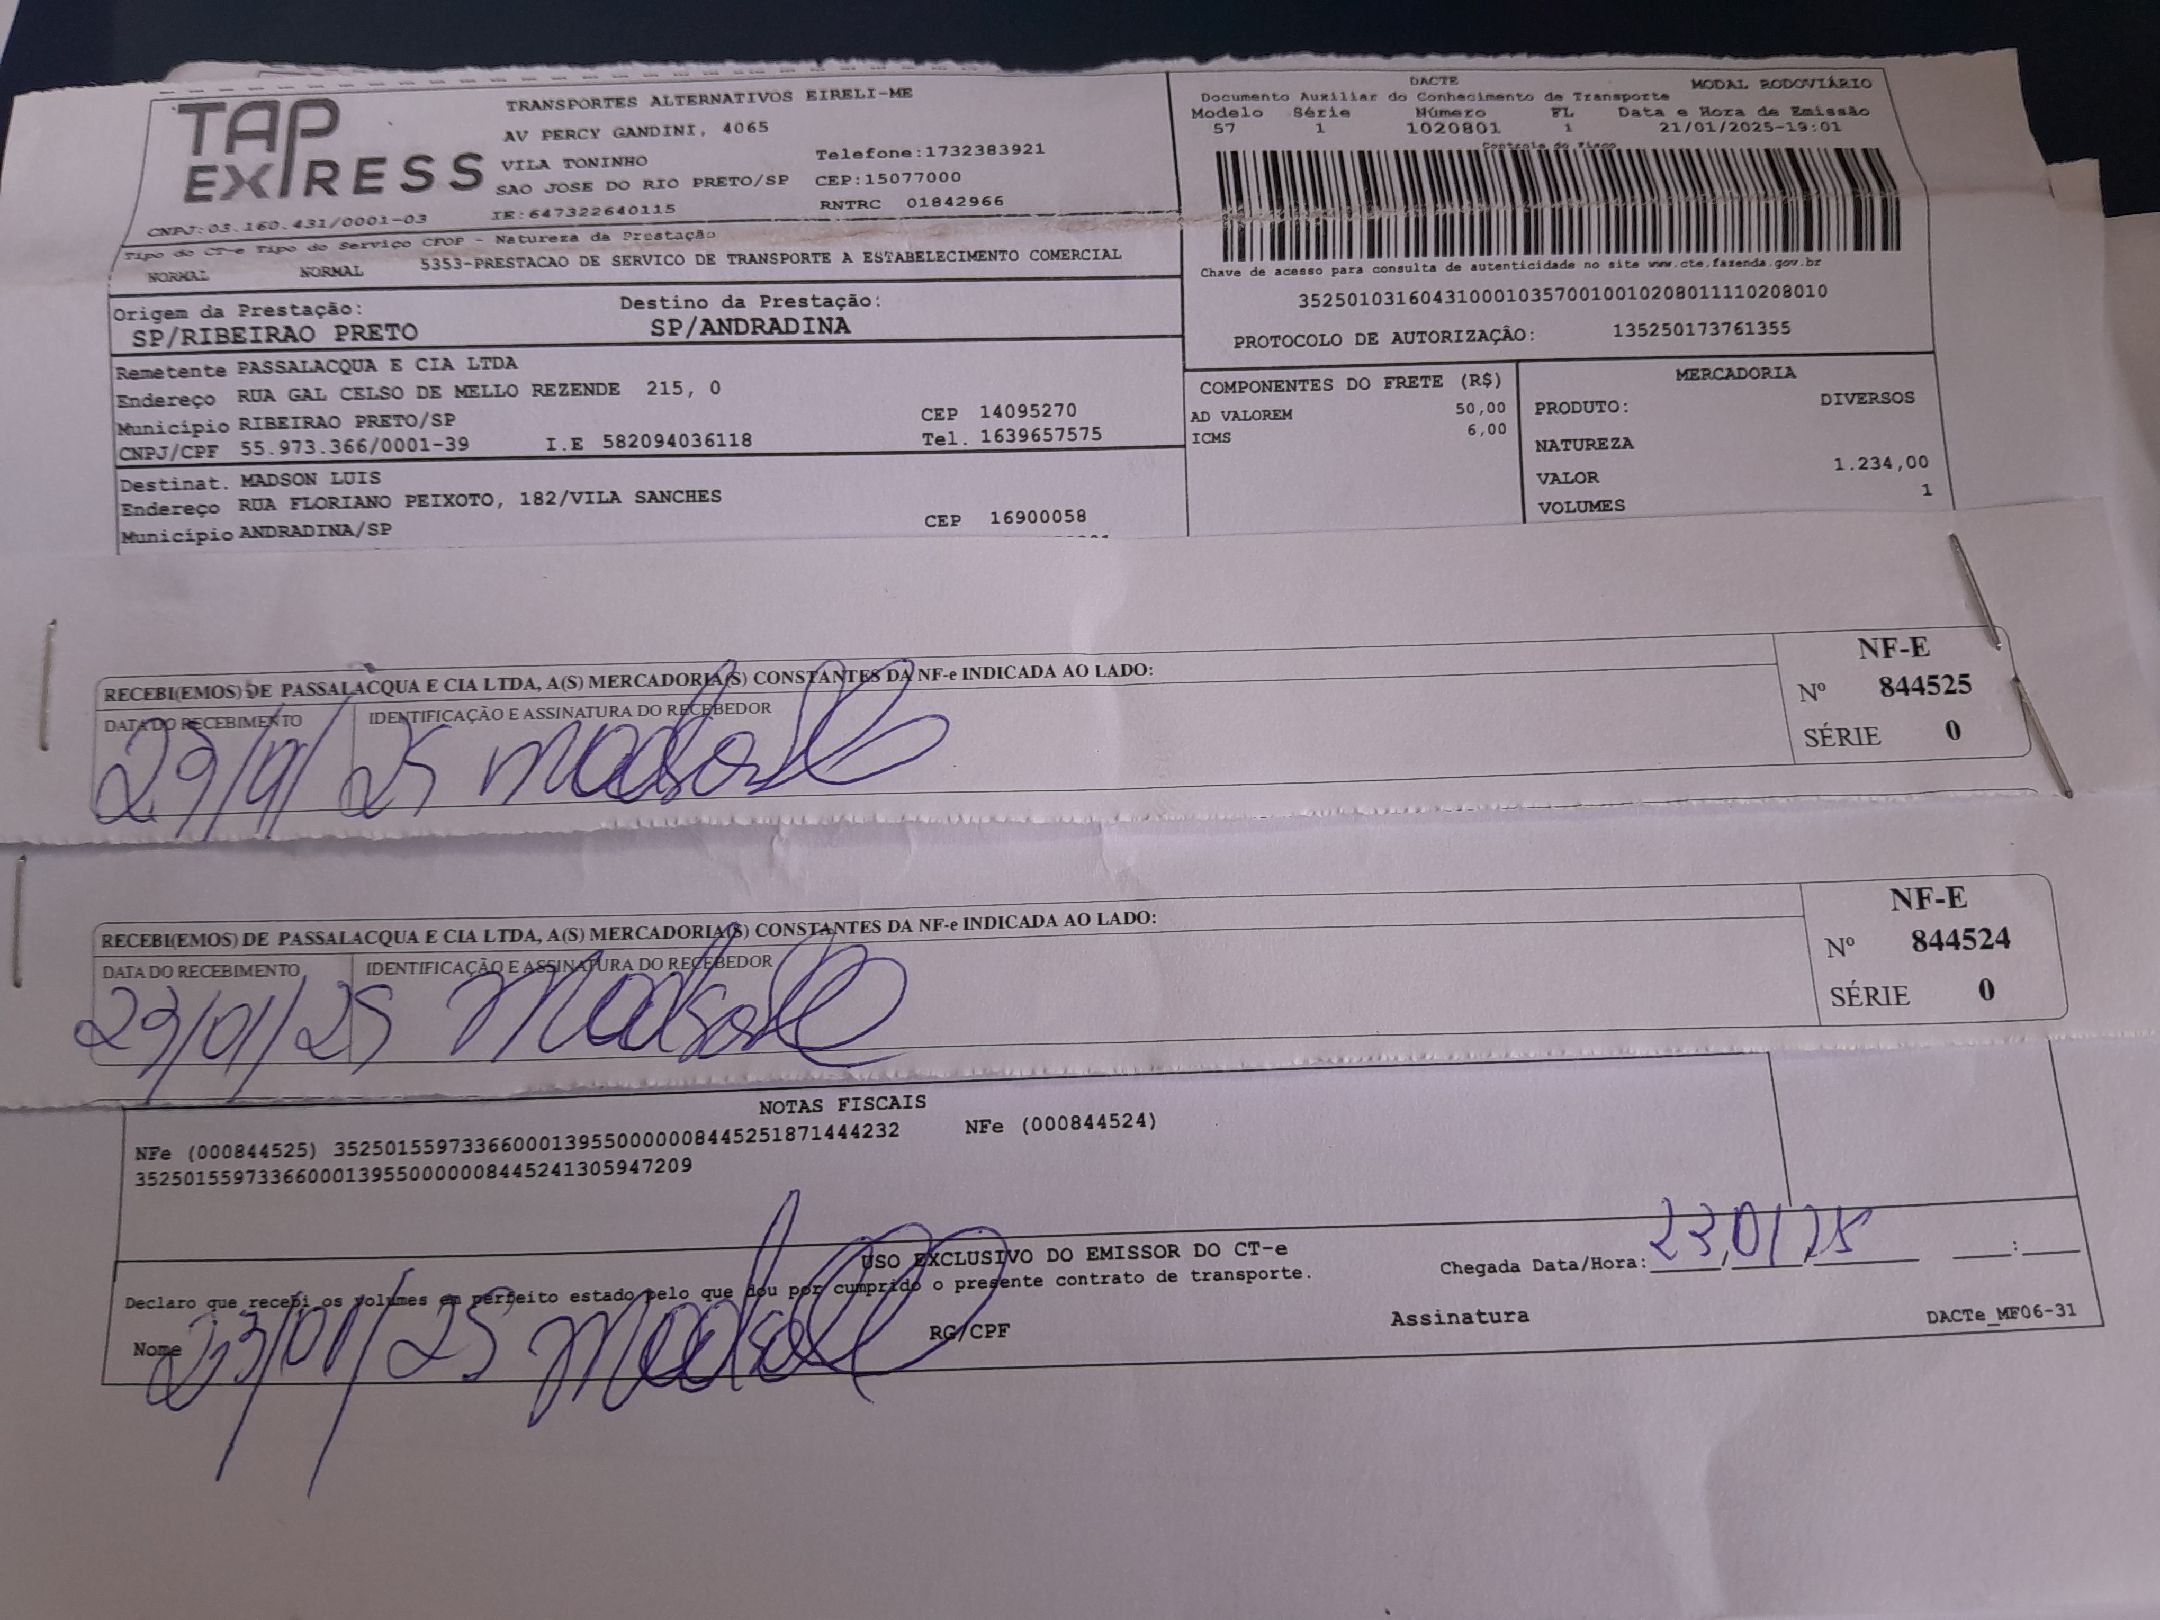 TAP EXPRESS
TRANSPORTES ALTERNATIVOS EIRELI-ME
AV PERCY GANDINI, 4065
VILA TONINHO Telefone:1732383921
SAO JOSE DO RIO PRETO/SP CEP:15077000
CNPJ:03.160.431/0001-03 IE:647322640115 RNTRC 01842966
Tipo do CT-e Tipo do Serviço CFOP - Natureza da Prestação
NORMAL NORMAL 5353-PRESTACAO DE SERVICO DE TRANSPORTE A ESTABELECIMENTO COMERCIAL
DACTE MODAL RODOVIÁRIO
Documento Auxiliar do Conhecimento de Transporte
Modelo Série Número FL Data e Hora de Emissão
57 1 1020801 1 21/01/2025-19:01
Controle do Fisco
Chave de acesso para consulta de autenticidade no site www.cte.fazenda.gov.br
35250103160431000103570010010208011110208010
PROTOCOLO DE AUTORIZAÇÃO: 135250173761355
Origem da Prestação: Destino da Prestação:
SP/RIBEIRAO PRETO SP/ANDRADINA
Remetente PASSALACQUA E CIA LTDA
Endereço RUA GAL CELSO DE MELLO REZENDE 215, 0
Município RIBEIRAO PRETO/SP CEP 14095270
CNPJ/CPF 55.973.366/0001-39 I.E 582094036118 Tel. 1639657575
Destinat. MADSON LUIS
Endereço RUA FLORIANO PEIXOTO, 182/VILA SANCHES
Município ANDRADINA/SP CEP 16900058
COMPONENTES DO FRETE (R$)
AD VALOREM 50,00
ICMS 6,00
MERCADORIA
PRODUTO: DIVERSOS
NATUREZA
VALOR 1.234,00
VOLUMES 1
RECEBI(EMOS) DE PASSALACQUA E CIA LTDA, A(S) MERCADORIA(S) CONSTANTES DA NF-e INDICADA AO LADO:
DATA DO RECEBIMENTO IDENTIFICAÇÃO E ASSINATURA DO RECEBEDOR
NF-E
Nº 844525
SÉRIE 0
RECEBI(EMOS) DE PASSALACQUA E CIA LTDA, A(S) MERCADORIA(S) CONSTANTES DA NF-e INDICADA AO LADO:
DATA DO RECEBIMENTO IDENTIFICAÇÃO E ASSINATURA DO RECEBEDOR
23/01/25
NF-E
Nº 844524
SÉRIE 0
NOTAS FISCAIS
NFe (000844525) 35250155973366000139550000008445251871444232 NFe (000844524)
35250155973366000139550000008445241305947209
USO EXCLUSIVO DO EMISSOR DO CT-e
Declaro que recebi os volumes em perfeito estado pelo que dou por cumprido o presente contrato de transporte.
Chegada Data/Hora: 23/01/25 __:__
Nome 23/01/25 RG/CPF Assinatura DACTe_MF06-31